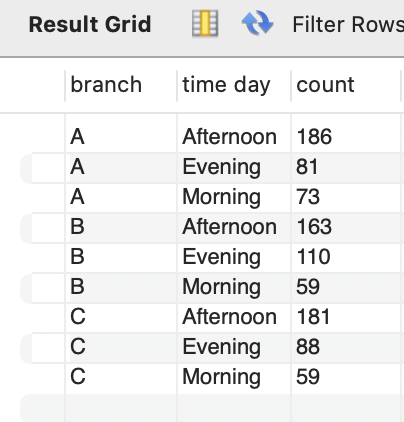 Result Grid Filter Rows
branch time day count
A Afternoon 186
A Evening 81
A Morning 73
B Afternoon 163
B Evening 110
B Morning 59
C Afternoon 181
C Evening 88
C Morning 59